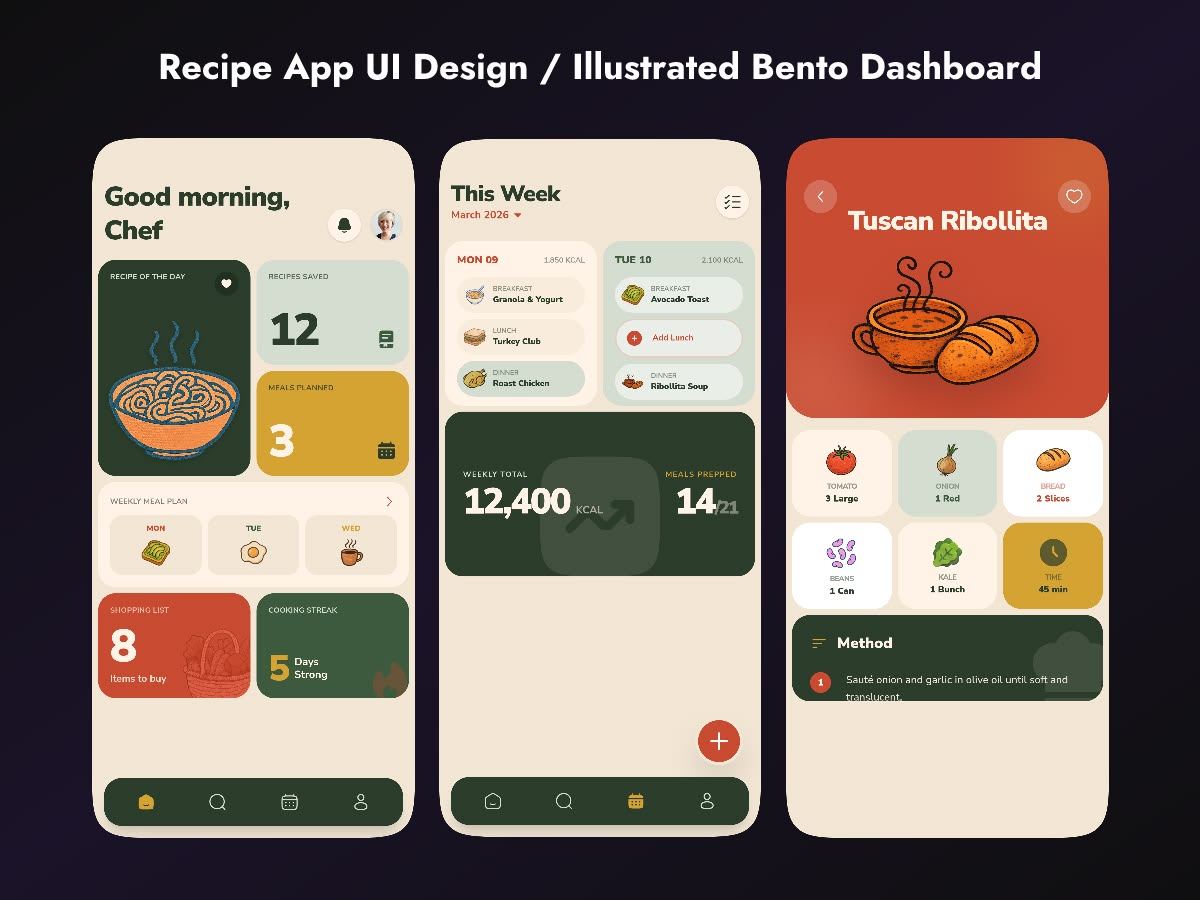 Recipe App UI Design / Illustrated Bento Dashboard
Good morning,
Chef
RECIPE OF THE DAY
RECIPES SAVED
12
MEALS PLANNED
3
WEEKLY MEAL PLAN
MON
TUE
WED
SHOPPING LIST
8
Items to buy
COOKING STREAK
5 Days
Strong
This Week
March 2026
MON 09
1,850 KCAL
BREAKFAST
Granola & Yogurt
LUNCH
Turkey Club
DINNER
Roast Chicken
TUE 10
2,100 KCAL
BREAKFAST
Avocado Toast
Add Lunch
DINNER
Ribollita Soup
WEEKLY TOTAL
12,400 KCAL
MEALS PREPPED
14/21
Tuscan Ribollita
TOMATO
3 Large
ONION
1 Red
BREAD
2 Slices
BEANS
1 Can
KALE
1 Bunch
TIME
45 min
Method
1 Sauté onion and garlic in olive oil until soft and
translucent.